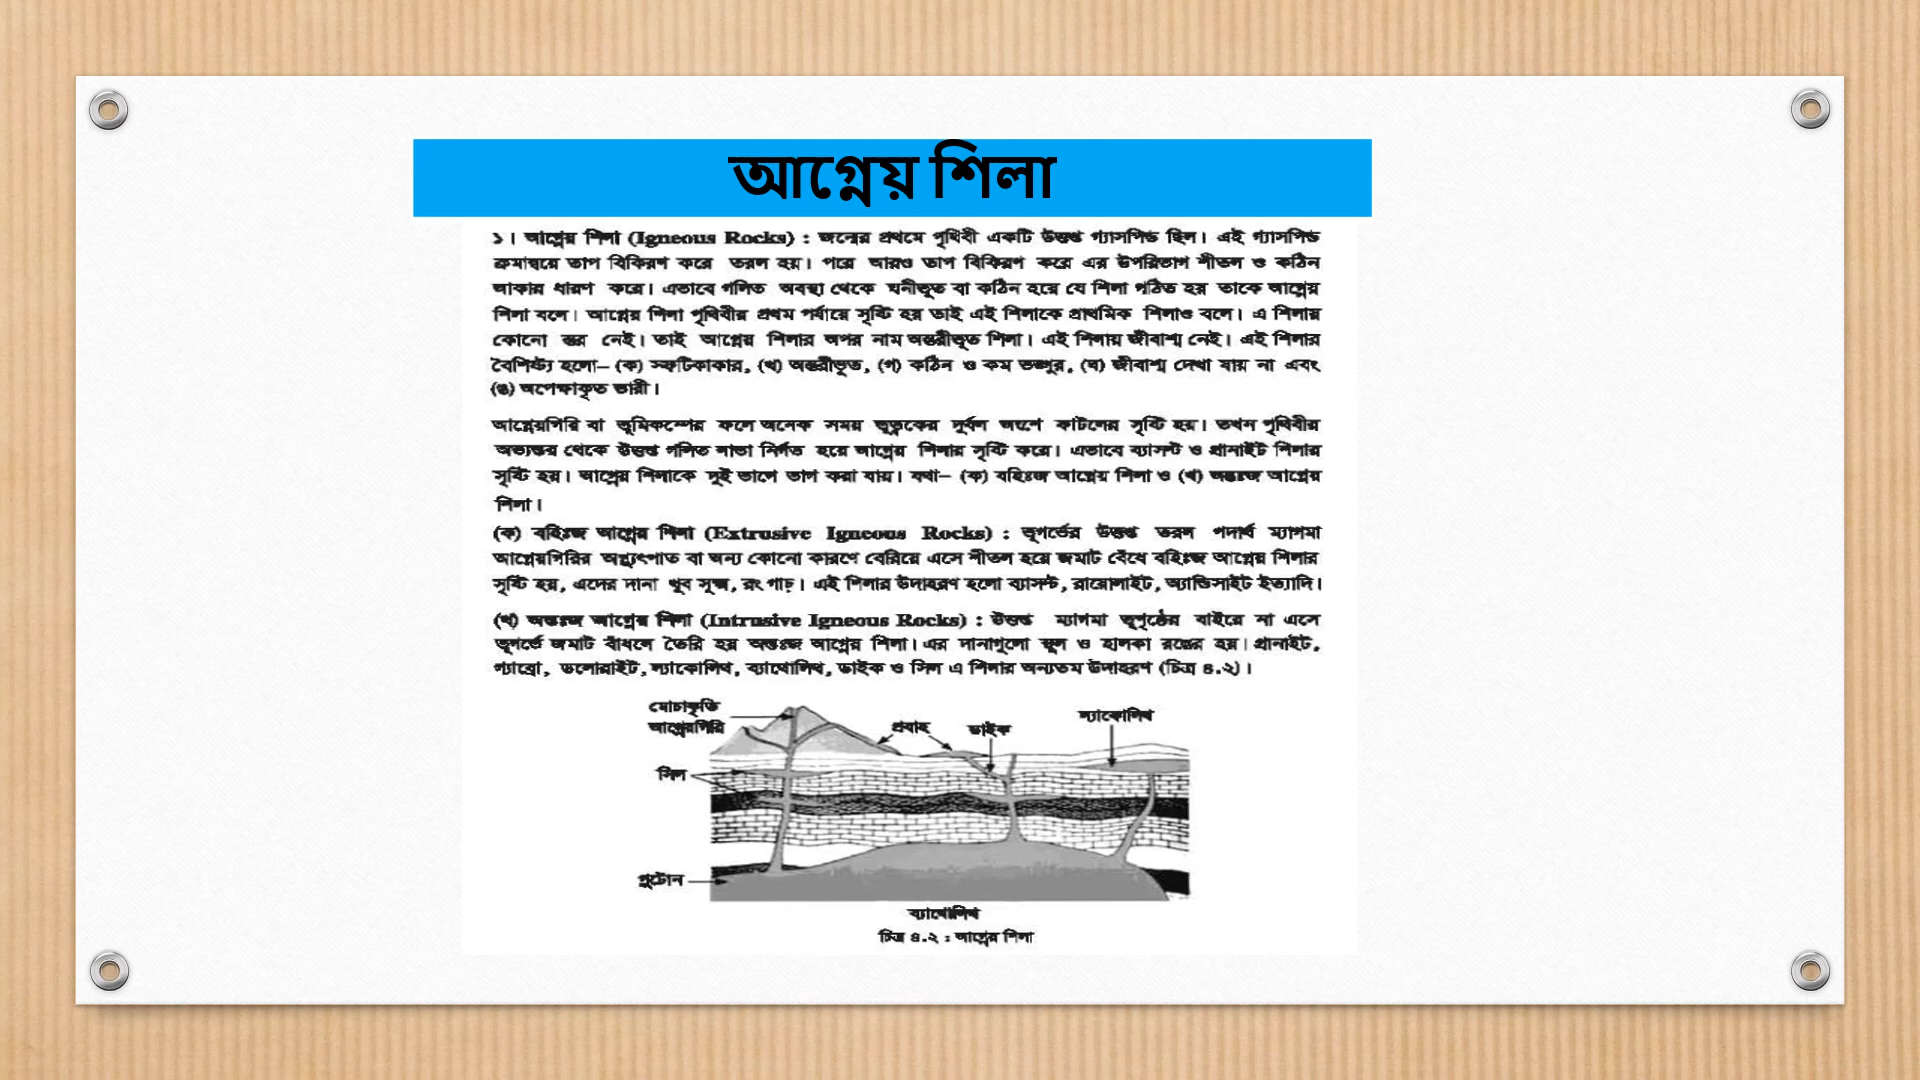 আগ্নেয় শিলা
১। আগ্নেয় শিলা (Igneous Rocks) : জন্মের প্রথমে পৃথিবী একটি উত্তপ্ত গ্যাসপিন্ড ছিল। এই গ্যাসপিন্ড
ক্রমান্বয়ে তাপ বিকিরণ করে তরল হয়। পরে আরও তাপ বিকিরণ করে এর উপরিভাগ শীতল ও কঠিন
আকার ধারণ করে। এভাবে গলিত অবস্থা থেকে ঘনীভূত বা কঠিন হয়ে যে শিলা গঠিত হয় তাকে আগ্নেয়
শিলা বলে। আগ্নেয় শিলা পৃথিবীর প্রথম পর্যায়ে সৃষ্টি হয় তাই এই শিলাকে প্রাথমিক শিলাও বলে। এ শিলায়
কোনো স্তর নেই। তাই আগ্নেয় শিলার অপর নাম অস্তরীভূত শিলা। এই শিলায় জীবাশ্ম নেই। এই শিলার
বৈশিষ্ট্য হলো– (ক) স্ফটিকাকার, (খ) অস্তরীভূত, (গ) কঠিন ও কম ভঙ্গুর, (ঘ) জীবাশ্ম দেখা যায় না এবং
(ঙ) অপেক্ষাকৃত ভারী।
আগ্নেয়গিরি বা ভূমিকম্পের ফলে অনেক সময় ভূত্বকের দুর্বল অংশে ফাটলের সৃষ্টি হয়। তখন পৃথিবীর
অভ্যন্তর থেকে উত্তপ্ত গলিত লাভা নির্গত হয়ে আগ্নেয় শিলার সৃষ্টি করে। এভাবে ব্যাসল্ট ও গ্রানাইট শিলার
সৃষ্টি হয়। আগ্নেয় শিলাকে দুই ভাগে ভাগ করা যায়। যথা– (ক) বহিঃজ আগ্নেয় শিলা ও (খ) অন্তঃজ আগ্নেয়
শিলা।
(ক) বহিঃজ আগ্নেয় শিলা (Extrusive Igneous Rocks) : ভূগর্ভের উত্তপ্ত তরল পদার্থ ম্যাগমা
আগ্নেয়গিরির অগ্ন্যুৎপাত বা অন্য কোনো কারণে বেরিয়ে এসে শীতল হয়ে জমাট বেঁধে বহিঃজ আগ্নেয় শিলার
সৃষ্টি হয়, এদের দানা খুব সূক্ষ্ম, রং গাঢ়। এই শিলার উদাহরণ হলো ব্যাসল্ট, রায়োলাইট, অ্যান্ডিসাইট ইত্যাদি।
(খ) অন্তঃজ আগ্নেয় শিলা (Intrusive Igneous Rocks) : উত্তপ্ত ম্যাগমা ভূপৃষ্ঠের বাইরে না এসে
ভূগর্ভে জমাট বাঁধলে তৈরি হয় অন্তঃজ আগ্নেয় শিলা। এর দানাগুলো স্থূল ও হালকা রঙের হয়। গ্রানাইট,
গ্যাব্রো, ডলোরাইট, ল্যাকোলিথ, ব্যাথোলিথ, ডাইক ও সিল এ শিলার অন্যতম উদাহরণ (চিত্র ৪.২)।
মোচাকৃতি
আগ্নেয়গিরি
প্রবাহ
ডাইক
ল্যাকোলিথ
সিল
প্লুটোন
ব্যাথোলিথ
চিত্র ৪.২ : আগ্নেয় শিলা